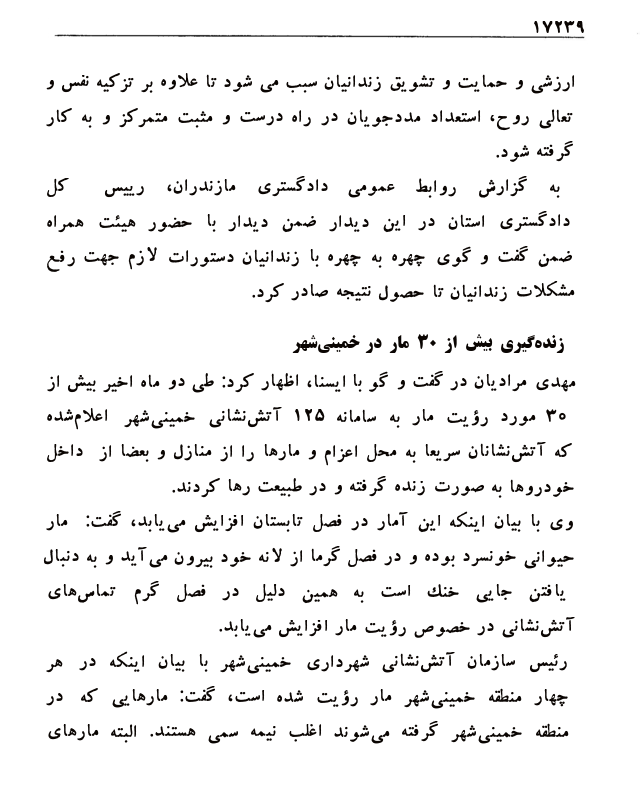 ۱۷۲۳۹
ارزشی و حمایت و تشویق زندانیان سبب می شود تا علاوه بر تزکیه نفس و
تعالی روح، استعداد مددجویان در راه درست و مثبت متمرکز و به کار
گرفته شود.
به گزارش روابط عمومی دادگستری مازندران، رییس کل
دادگستری استان در این دیدار ضمن دیدار با حضور هیئت همراه
ضمن گفت و گوی چهره به چهره با زندانیان دستورات لازم جهت رفع
مشکلات زندانیان تا حصول نتیجه صادر کرد.
زنده‌گیری بیش از ۳۰ مار در خمینی‌شهر
مهدی مرادیان در گفت و گو با ایسنا، اظهار کرد: طی دو ماه اخیر بیش از
۳۰ مورد رؤیت مار به سامانه ۱۲۵ آتش‌نشانی خمینی‌شهر اعلام‌شده
که آتش‌نشانان سریعا به محل اعزام و مارها را از منازل و بعضا از داخل
خودروها به صورت زنده گرفته و در طبیعت رها کردند.
وی با بیان اینکه این آمار در فصل تابستان افزایش می‌یابد، گفت: مار
حیوانی خونسرد بوده و در فصل گرما از لانه خود بیرون می‌آید و به دنبال
یافتن جایی خنك است به همین دلیل در فصل گرم تماس‌های
آتش‌نشانی در خصوص رؤیت مار افزایش می‌یابد.
رئیس سازمان آتش‌نشانی شهرداری خمینی‌شهر با بیان اینکه در هر
چهار منطقه خمینی‌شهر مار رؤیت شده است، گفت: مارهایی که در
منطقه خمینی‌شهر گرفته می‌شوند اغلب نیمه سمی هستند. البته مارهای